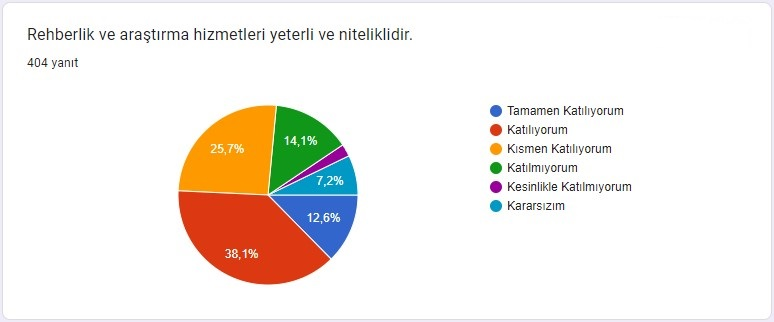 Rehberlik ve araştırma hizmetleri yeterli ve niteliklidir.
404 yanıt
25,7%
14,1%
7,2%
12,6%
38,1%
Tamamen Katılıyorum
Katılıyorum
Kısmen Katılıyorum
Katılmıyorum
Kesinlikle Katılmıyorum
Kararsızım